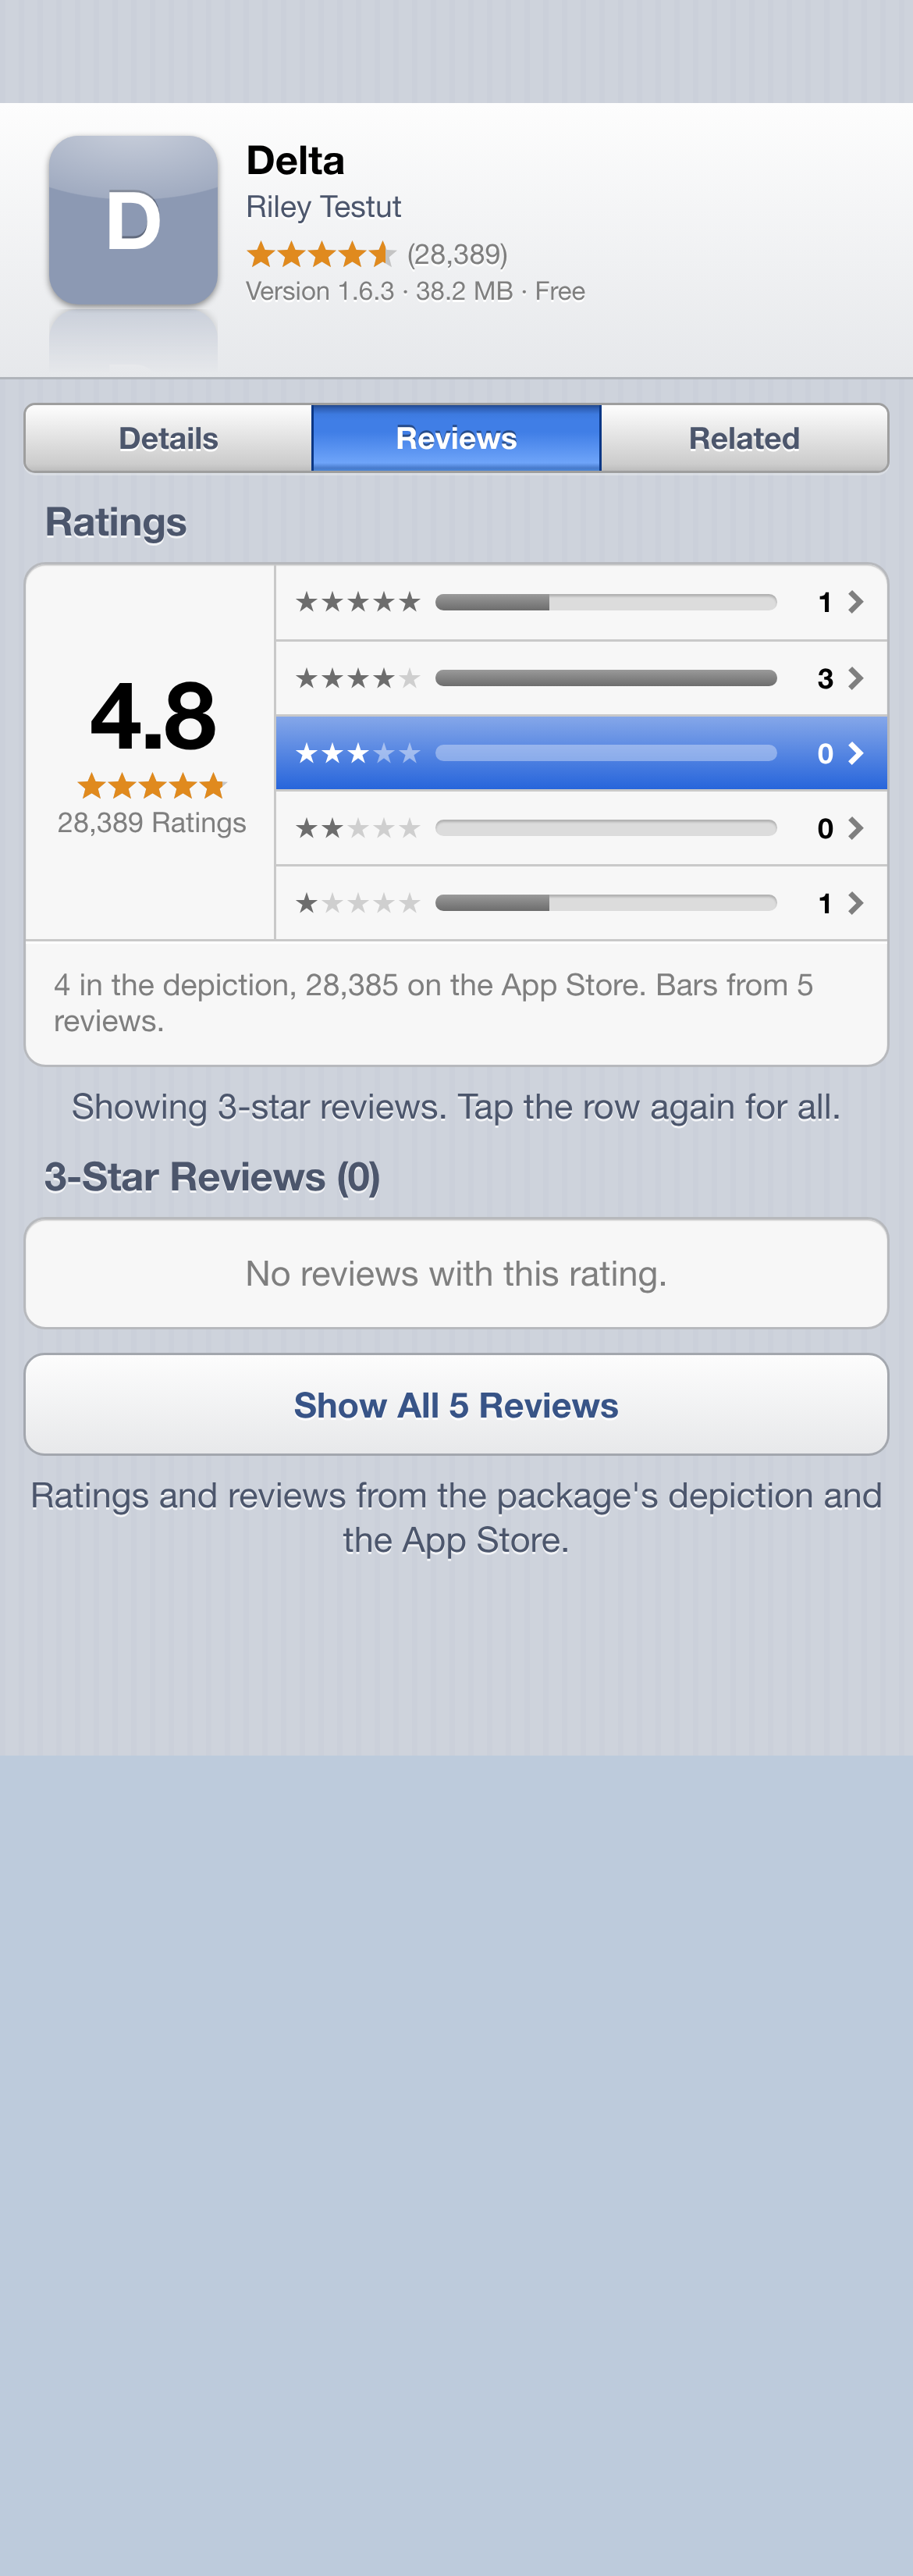 D
Delta
Riley Testut
★★★★★ (28,389)
Version 1.6.3 · 38.2 MB · Free
Details
Reviews
Related
Ratings
4.8
★★★★★
28,389 Ratings
★★★★★ 1
★★★★★ 3
★★★★★ 0
★★★★★ 0
★★★★★ 1
4 in the depiction, 28,385 on the App Store. Bars from 5
reviews.
Showing 3-star reviews. Tap the row again for all.
3-Star Reviews (0)
No reviews with this rating.
Show All 5 Reviews
Ratings and reviews from the package's depiction and
the App Store.